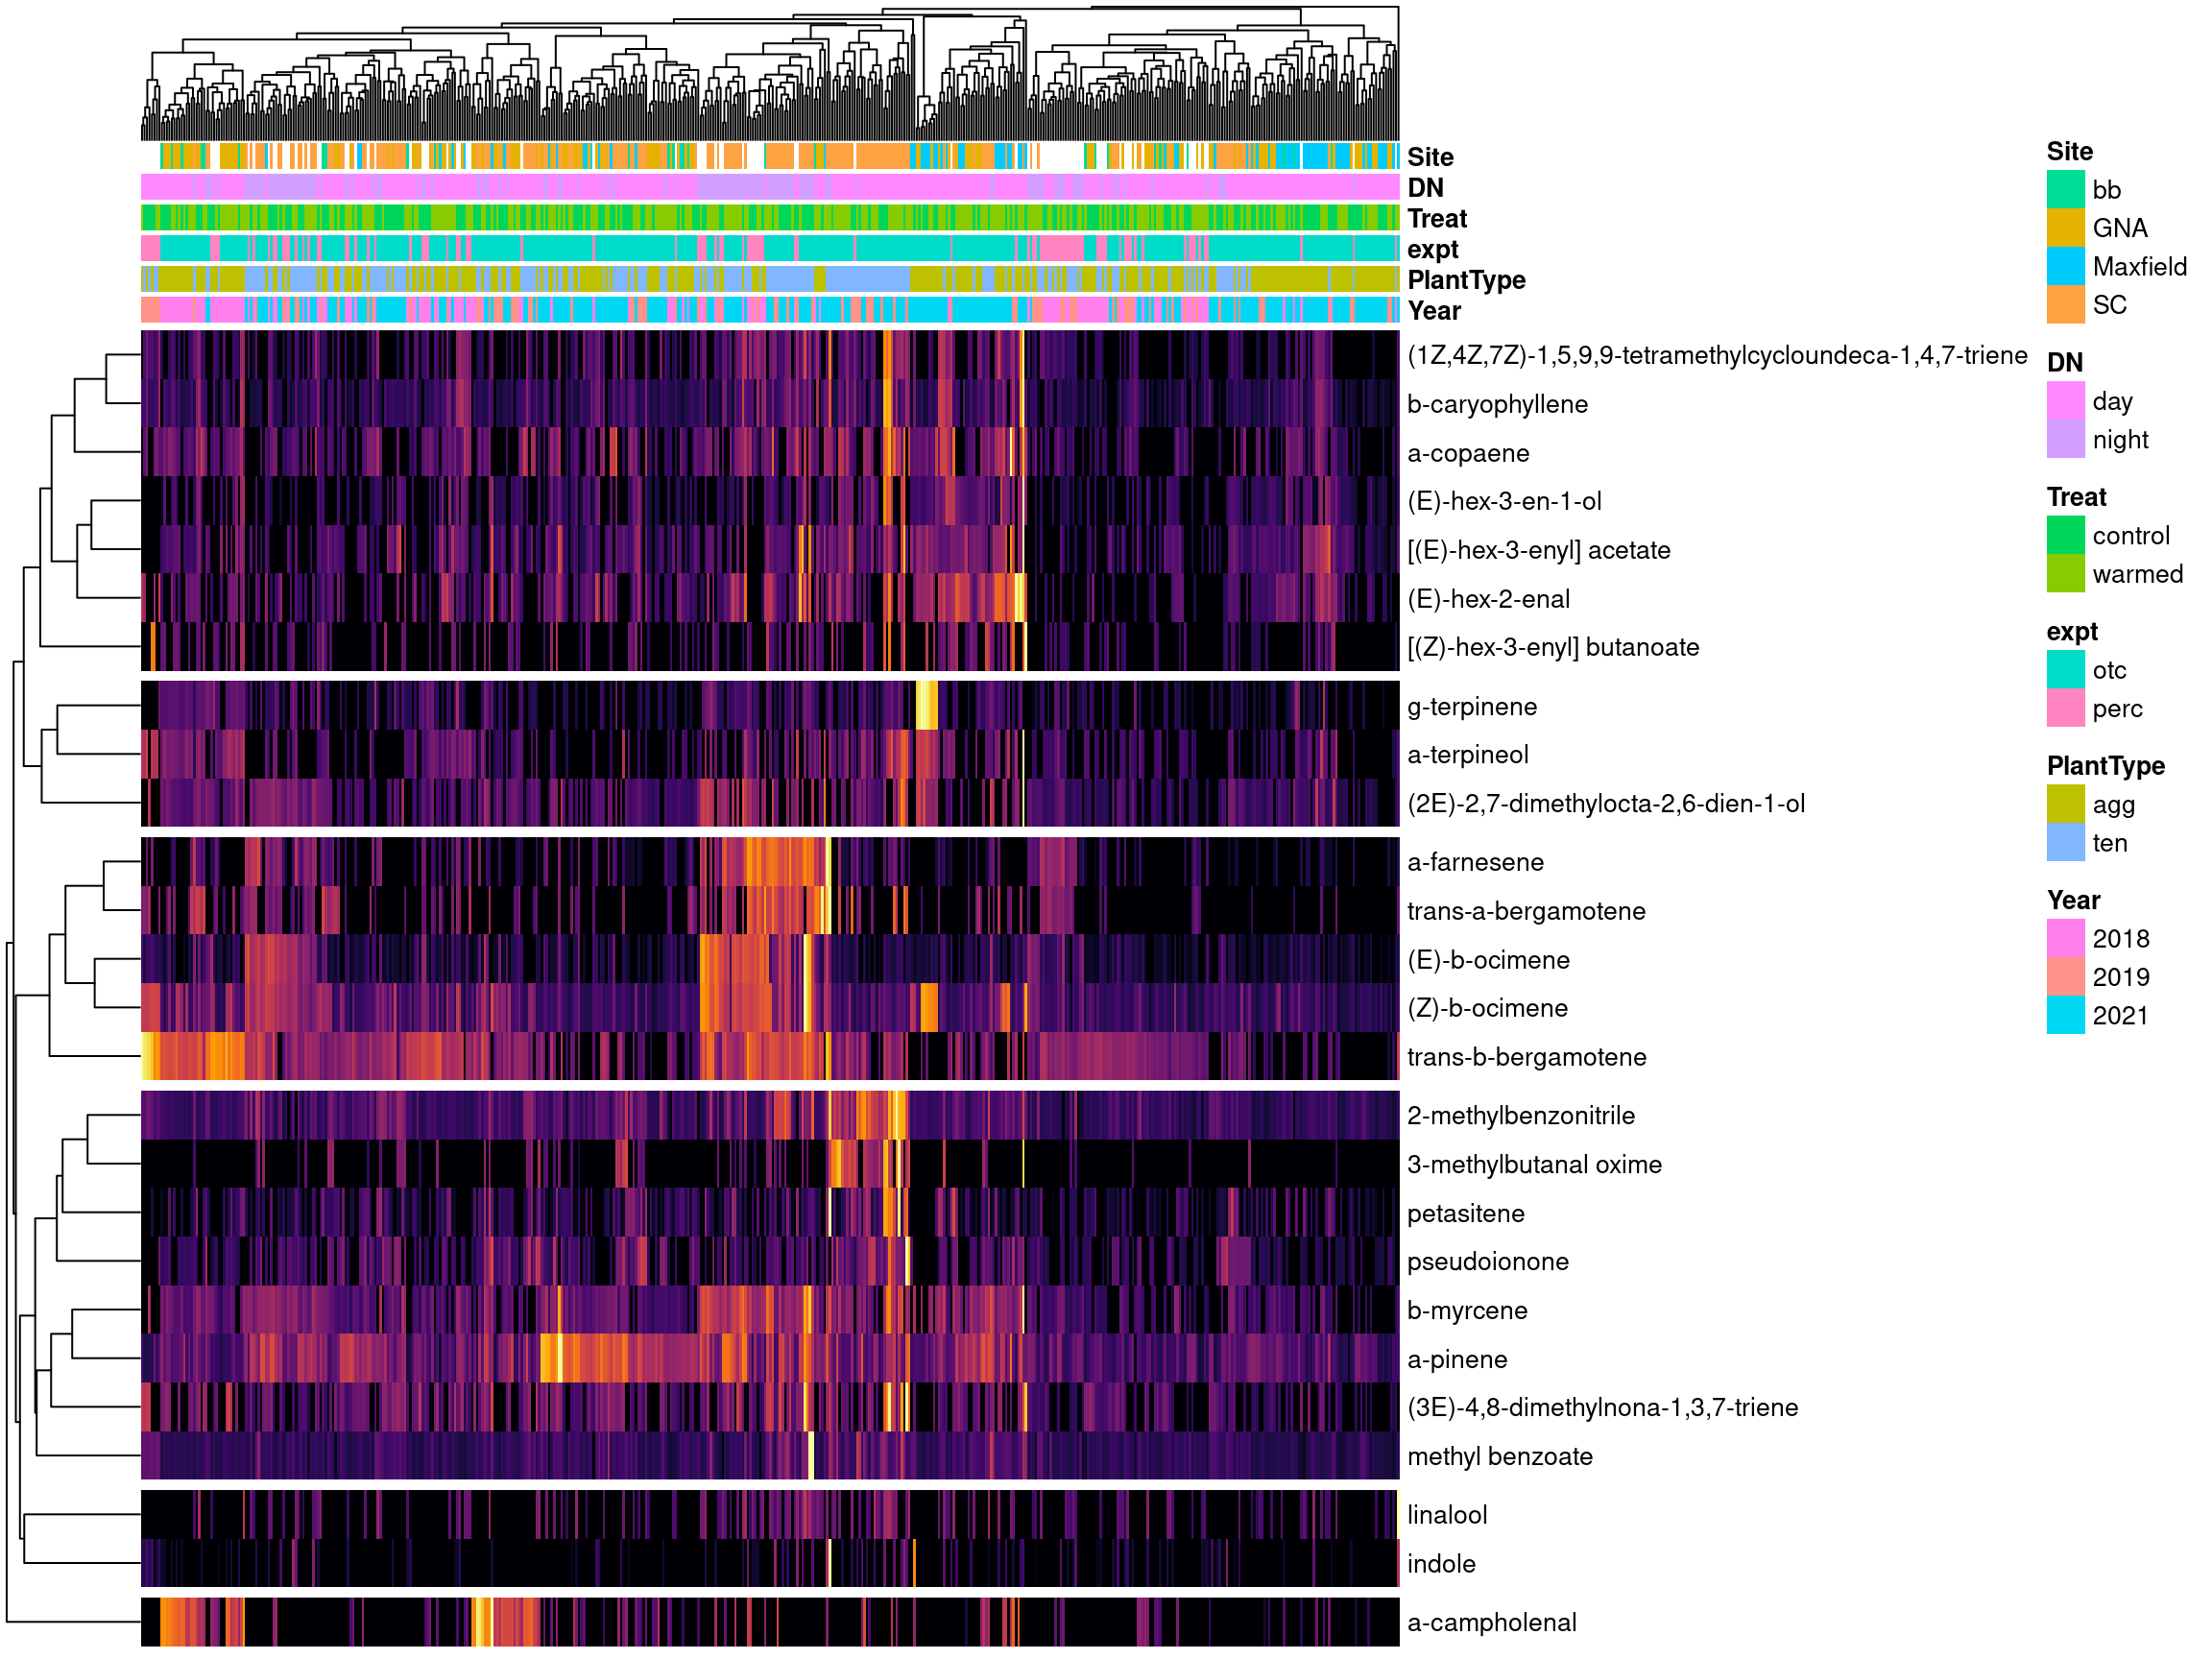 Site
DN
Treat
expt
PlantType
Year
(1Z,4Z,7Z)-1,5,9,9-tetramethylcycloundeca-1,4,7-triene
b-caryophyllene
a-copaene
(E)-hex-3-en-1-ol
[(E)-hex-3-enyl] acetate
(E)-hex-2-enal
[(Z)-hex-3-enyl] butanoate
g-terpinene
a-terpineol
(2E)-2,7-dimethylocta-2,6-dien-1-ol
a-farnesene
trans-a-bergamotene
(E)-b-ocimene
(Z)-b-ocimene
trans-b-bergamotene
2-methylbenzonitrile
3-methylbutanal oxime
petasitene
pseudoionone
b-myrcene
a-pinene
(3E)-4,8-dimethylnona-1,3,7-triene
methyl benzoate
linalool
indole
a-campholenal
Site
bb
GNA
Maxfield
SC
DN
day
night
Treat
control
warmed
expt
otc
perc
PlantType
agg
ten
Year
2018
2019
2021